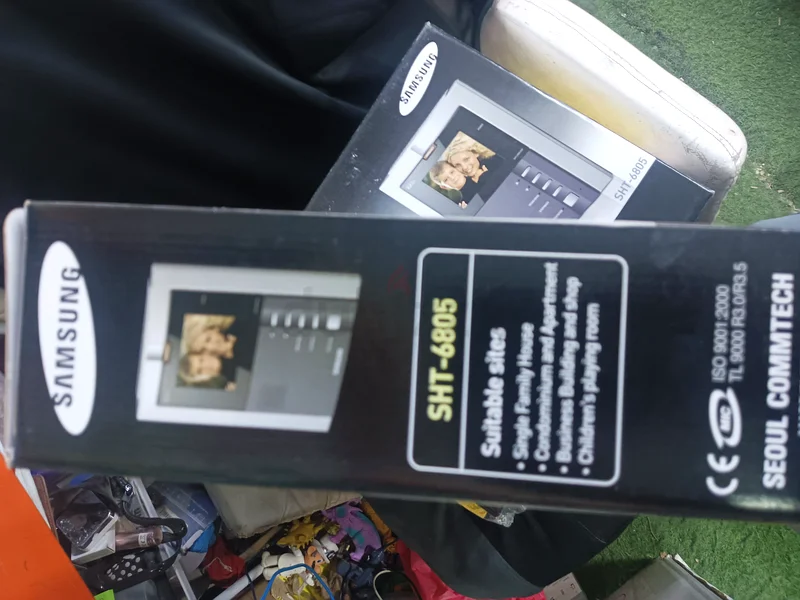 SAMSUNG
SHT-6805
SAMSUNG
SHT-6805
Suitable sites
• Single Family House
• Condominium and Apartment
• Business Building and shop
• Children's playing room
CE
ISO 9001:2000
TL 9000 R3.0/R3.5
SEOUL COMMTECH